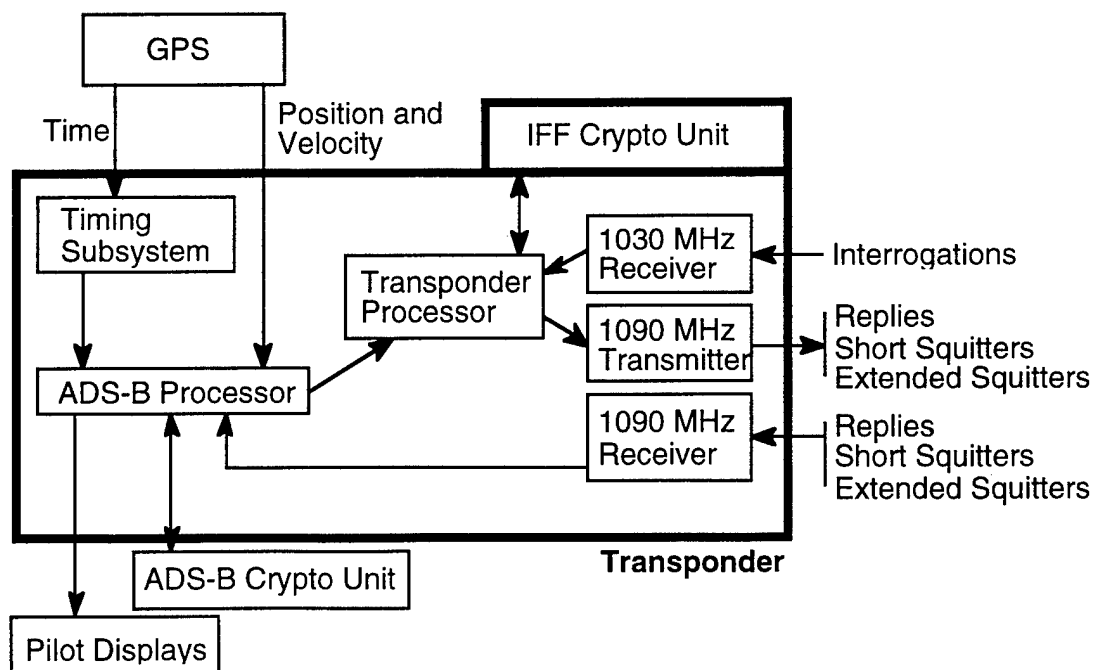 GPS
Time
Position and
Velocity
IFF Crypto Unit
Timing
Subsystem
Transponder
Processor
1030 MHz
Receiver
Interrogations
1090 MHz
Transmitter
Replies
Short Squitters
Extended Squitters
ADS-B Processor
1090 MHz
Receiver
Replies
Short Squitters
Extended Squitters
Transponder
ADS-B Crypto Unit
Pilot Displays